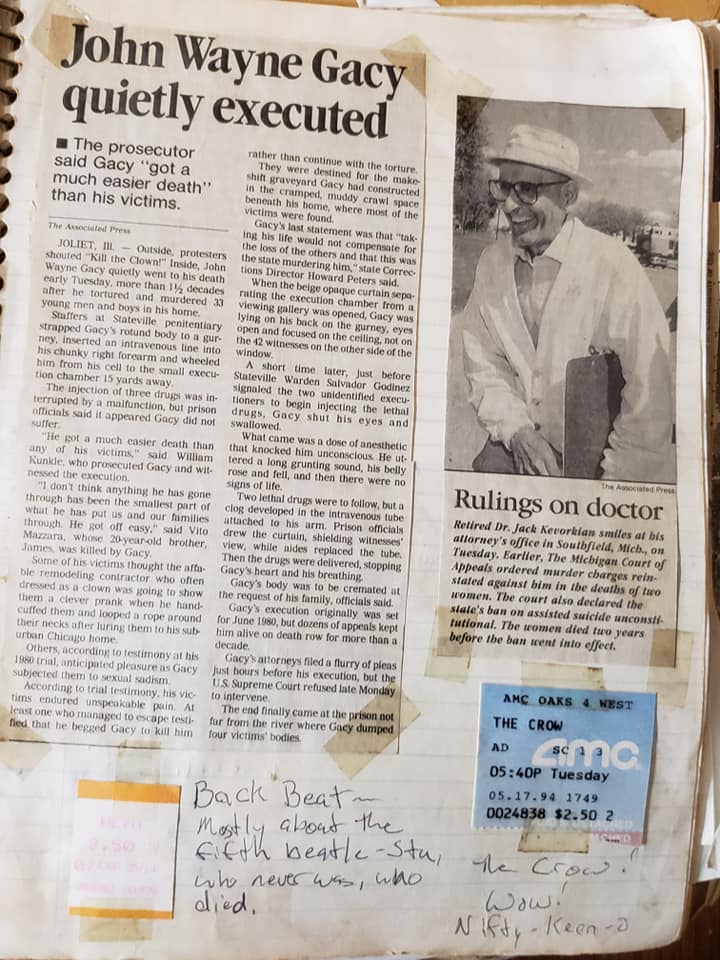 John Wayne Gacy
quietly executed
■ The prosecutor
said Gacy "got a
much easier death"
than his victims.
The Associated Press
JOLIET, Ill. — Outside, protesters
shouted "Kill the Clown!" Inside, John
Wayne Gacy quietly went to his death
early Tuesday, more than 1½ decades
after he tortured and murdered 33
young men and boys in his home.
Staffers at Stateville penitentiary
strapped Gacy's rotund body to a gur-
ney, inserted an intravenous line into
his chunky right forearm and wheeled
him from his cell to the small execu-
tion chamber 15 yards away.
The injection of three drugs was in-
terrupted by a malfunction, but prison
officials said it appeared Gacy did not
suffer.
"He got a much easier death than
any of his victims," said William
Kunkle, who prosecuted Gacy and wit-
nessed the execution.
"I don't think anything he has gone
through has been the smallest part of
what he has put us and our families
through. He got off easy," said Vito
Mazzara, whose 20-year-old brother,
James, was killed by Gacy.
Some of his victims thought the affa-
ble remodeling contractor who often
dressed as a clown was going to show
them a clever prank when he hand-
cuffed them and looped a rope around
their necks after luring them to his sub-
urban Chicago home.
Others, according to testimony at his
1980 trial, anticipated pleasure as Gacy
subjected them to sexual sadism.
According to trial testimony, his vic-
tims endured unspeakable pain. At
least one who managed to escape testi-
fied that he begged Gacy to kill him
rather than continue with the torture.
They were destined for the make-
shift graveyard Gacy had constructed
in the cramped, muddy crawl space
beneath his home, where most of the
victims were found.
Gacy's last statement was that "tak-
ing his life would not compensate for
the loss of the others and that this was
the state murdering him," state Correc-
tions Director Howard Peters said.
When the beige opaque curtain sepa-
rating the execution chamber from a
viewing gallery was opened, Gacy was
lying on his back on the gurney, eyes
open and focused on the ceiling, not on
the 42 witnesses on the other side of the
window.
A short time later, just before
Stateville Warden Salvador Godinez
signaled the two unidentified execu-
tioners to begin injecting the lethal
drugs, Gacy shut his eyes and
swallowed.
What came was a dose of anesthetic
that knocked him unconscious. He ut-
tered a long grunting sound, his belly
rose and fell, and then there were no
signs of life.
Two lethal drugs were to follow, but a
clog developed in the intravenous tube
attached to his arm. Prison officials
drew the curtain, shielding witnesses'
view, while aides replaced the tube.
Then the drugs were delivered, stopping
Gacy's heart and his breathing.
Gacy's body was to be cremated at
the request of his family, officials said.
Gacy's execution originally was set
for June 1980, but dozens of appeals kept
him alive on death row for more than a
decade.
Gacy's attorneys filed a flurry of pleas
just hours before his execution, but the
U.S. Supreme Court refused late Monday
to intervene.
The end finally came at the prison not
far from the river where Gacy dumped
four victims' bodies.
The Associated Press
Rulings on doctor
Retired Dr. Jack Kevorkian smiles at his
attorney's office in Southfield, Mich., on
Tuesday. Earlier, The Michigan Court of
Appeals ordered murder charges rein-
stated against him in the deaths of two
women. The court also declared the
state's ban on assisted suicide unconsti-
tutional. The women died two years
before the ban went into effect.
AMC OAKS 4 WEST
THE CROW
AD SC 1 3
amc
05:40P Tuesday
05.17.94 1749
0024838 $2.50 2
Back Beat~
Mostly about the
fifth beatle-Stu,
who never was, who
died.
The Crow!
Wow!
Nifty-Keen-O